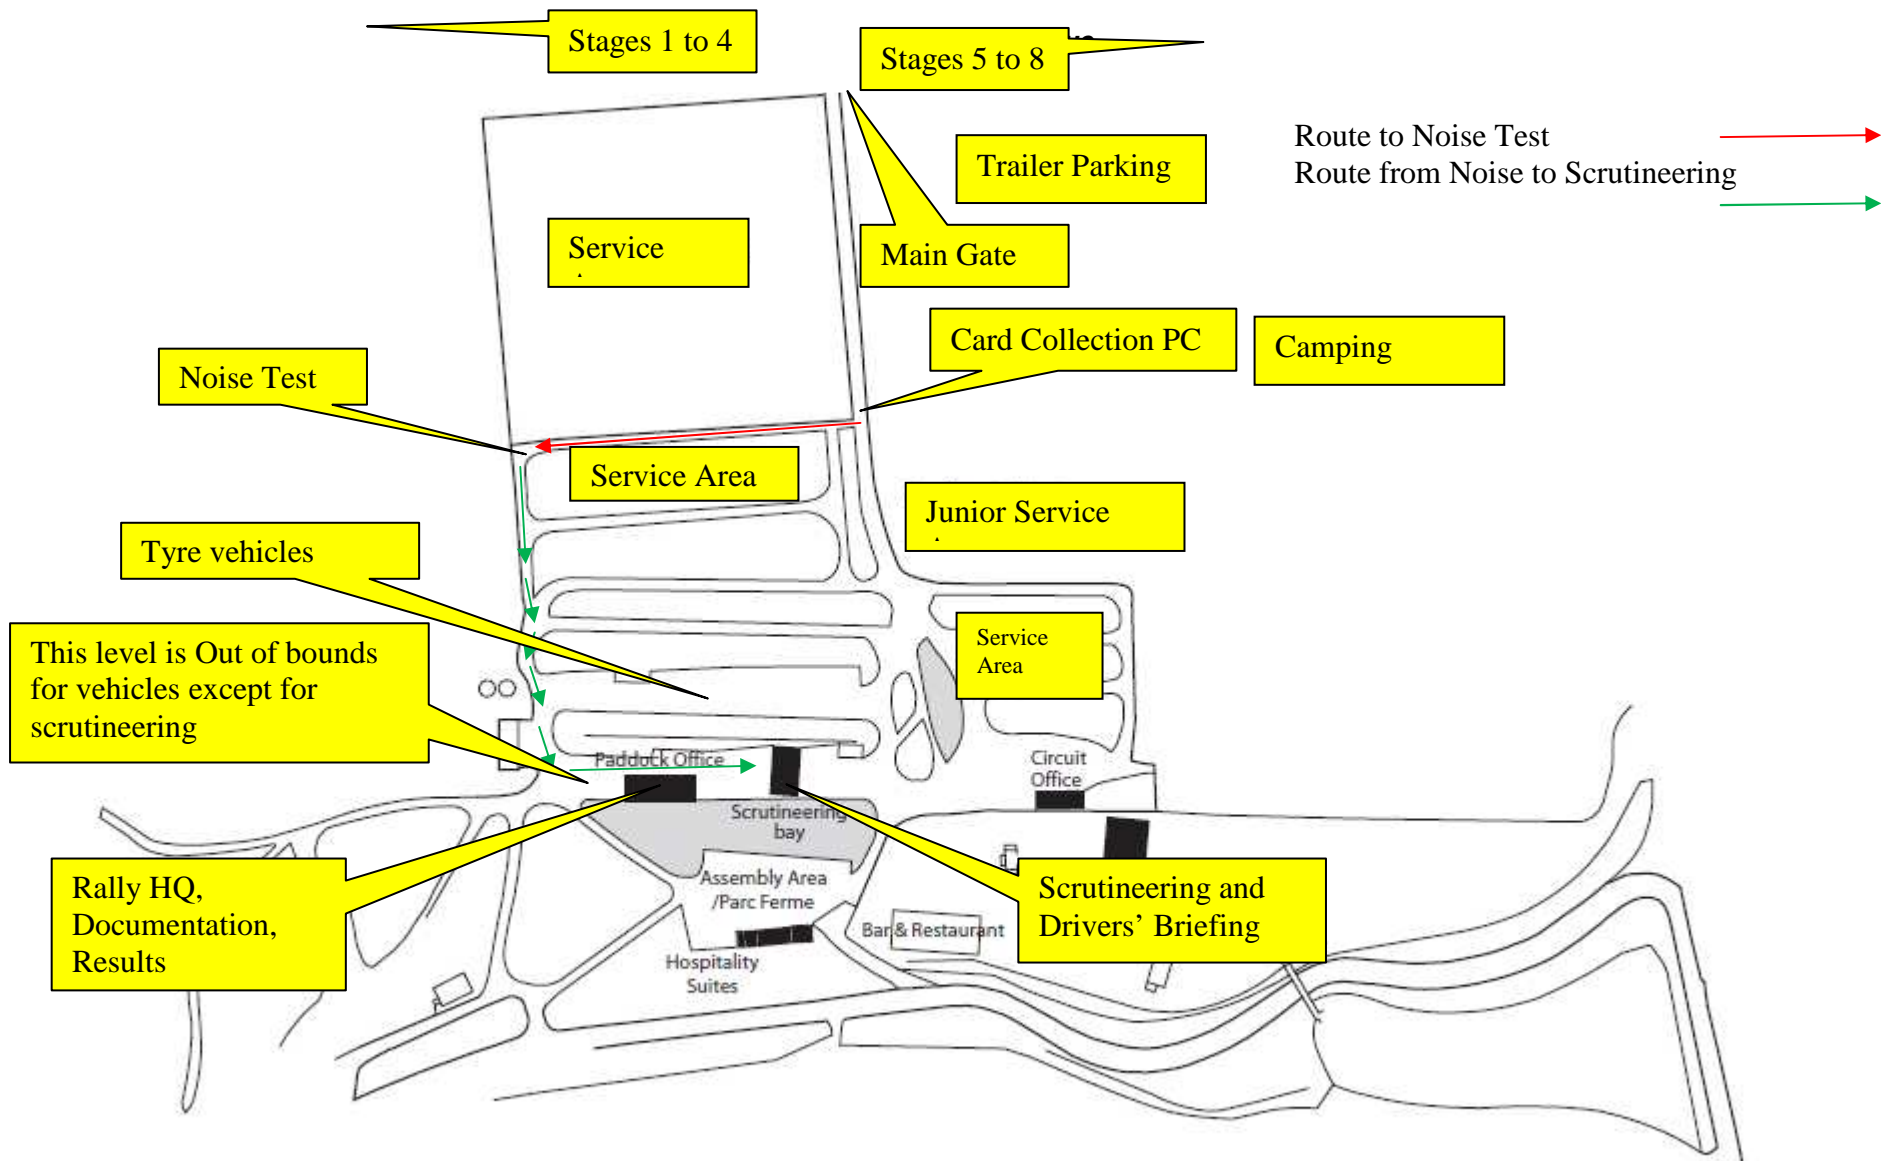 Stages 1 to 4
Stages 5 to 8
Route to Noise Test
Route from Noise to Scrutineering
Trailer Parking
Service
Main Gate
Card Collection PC
Camping
Noise Test
Service Area
Junior Service
Tyre vehicles
This level is Out of bounds
for vehicles except for
scrutineering
Service
Area
Paddock Office
Circuit
Office
Scrutineering
bay
Assembly Area
/Parc Ferme
Rally HQ,
Documentation,
Results
Scrutineering and
Drivers’ Briefing
Bar & Restaurant
Hospitality
Suites